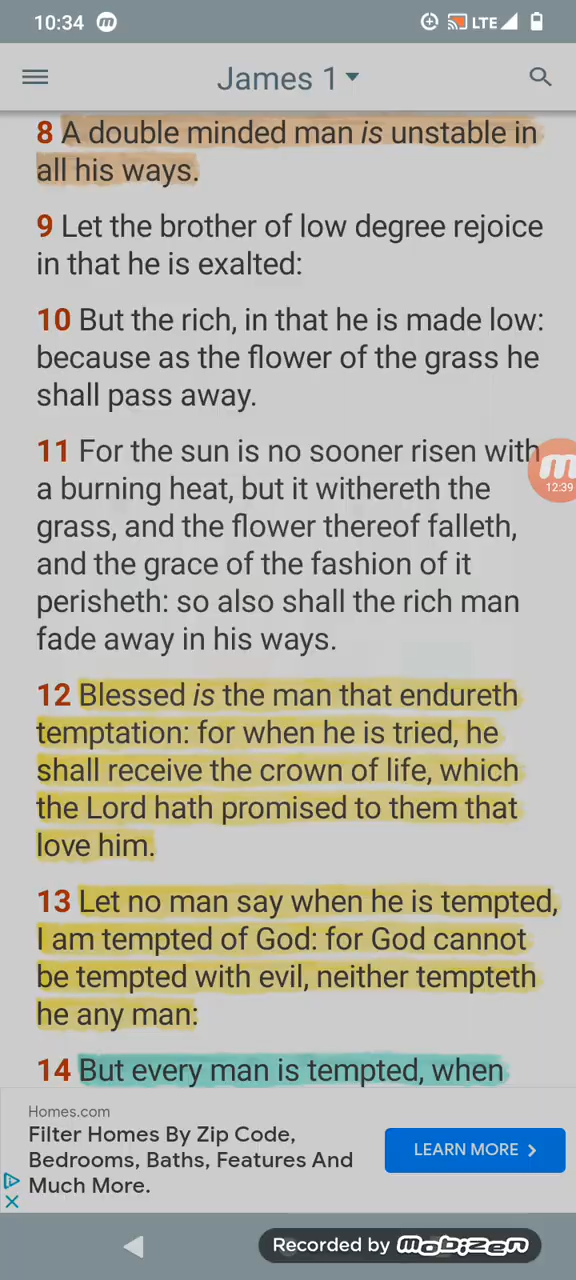 10:34 m LTE
James 1
8 A double minded man is unstable in
all his ways.
9 Let the brother of low degree rejoice
in that he is exalted:
10 But the rich, in that he is made low:
because as the flower of the grass he
shall pass away.
11 For the sun is no sooner risen with
a burning heat, but it withereth the
grass, and the flower thereof falleth,
and the grace of the fashion of it
perisheth: so also shall the rich man
fade away in his ways.
m
12:39
12 Blessed is the man that endureth
temptation: for when he is tried, he
shall receive the crown of life, which
the Lord hath promised to them that
love him.
13 Let no man say when he is tempted,
I am tempted of God: for God cannot
be tempted with evil, neither tempteth
he any man:
14 But every man is tempted, when
Homes.com
Filter Homes By Zip Code,
Bedrooms, Baths, Features And
Much More.
LEARN MORE
Recorded by mobizen